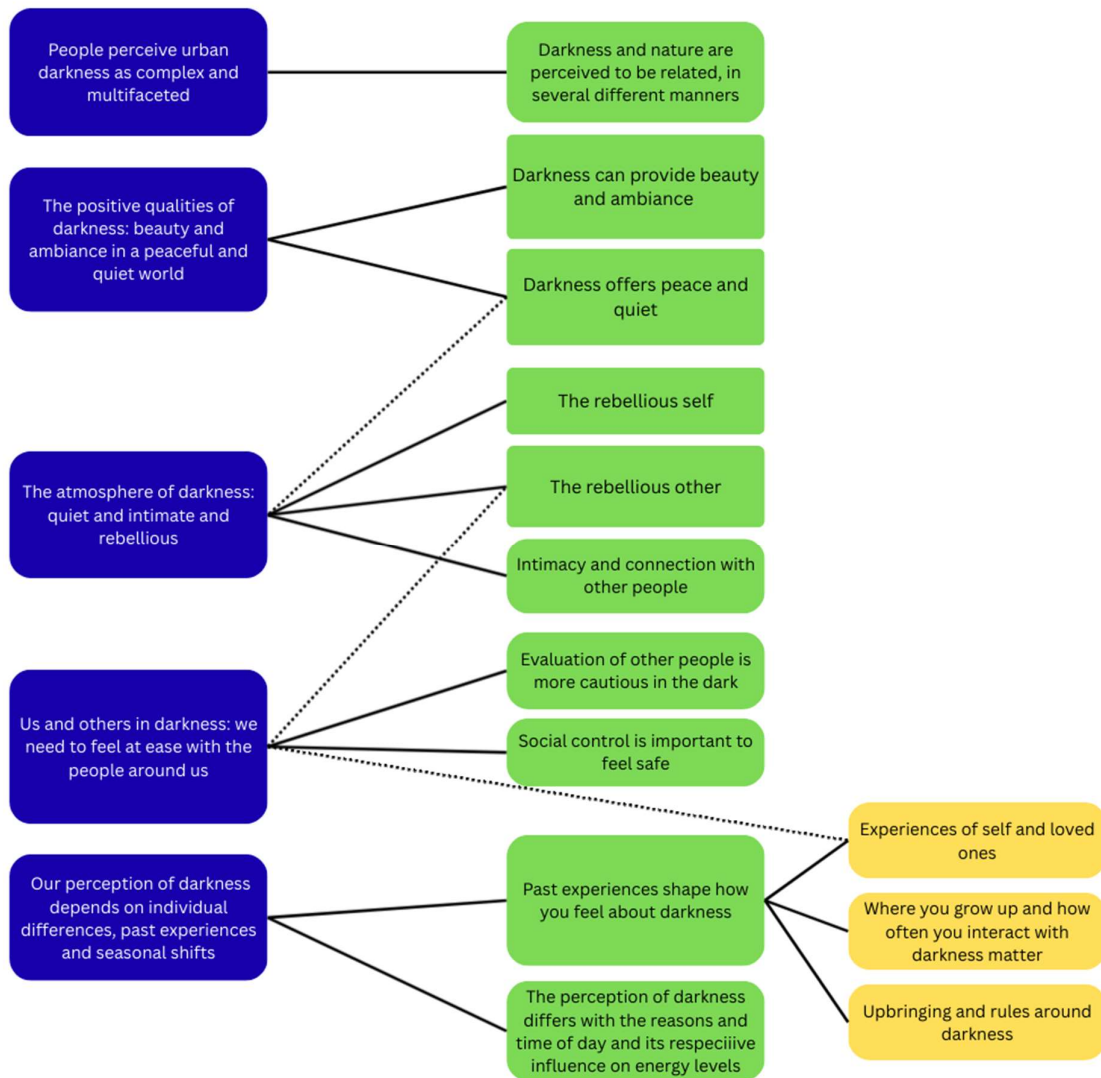 People perceive urban
darkness as complex and
multifaceted
Darkness and nature are
perceived to be related, in
several different manners
The positive qualities of
darkness: beauty and
ambiance in a peaceful and
quiet world
Darkness can provide beauty
and ambiance
Darkness offers peace and
quiet
The atmosphere of darkness:
quiet and intimate and
rebellious
The rebellious self
The rebellious other
Intimacy and connection with
other people
Us and others in darkness: we
need to feel at ease with the
people around us
Evaluation of other people is
more cautious in the dark
Social control is important to
feel safe
Our perception of darkness
depends on individual
differences, past experiences
and seasonal shifts
Past experiences shape how
you feel about darkness
Experiences of self and loved
ones
Where you grow up and how
often you interact with
darkness matter
Upbringing and rules around
darkness
The perception of darkness
differs with the reasons and
time of day and its respeciiive
influence on energy levels